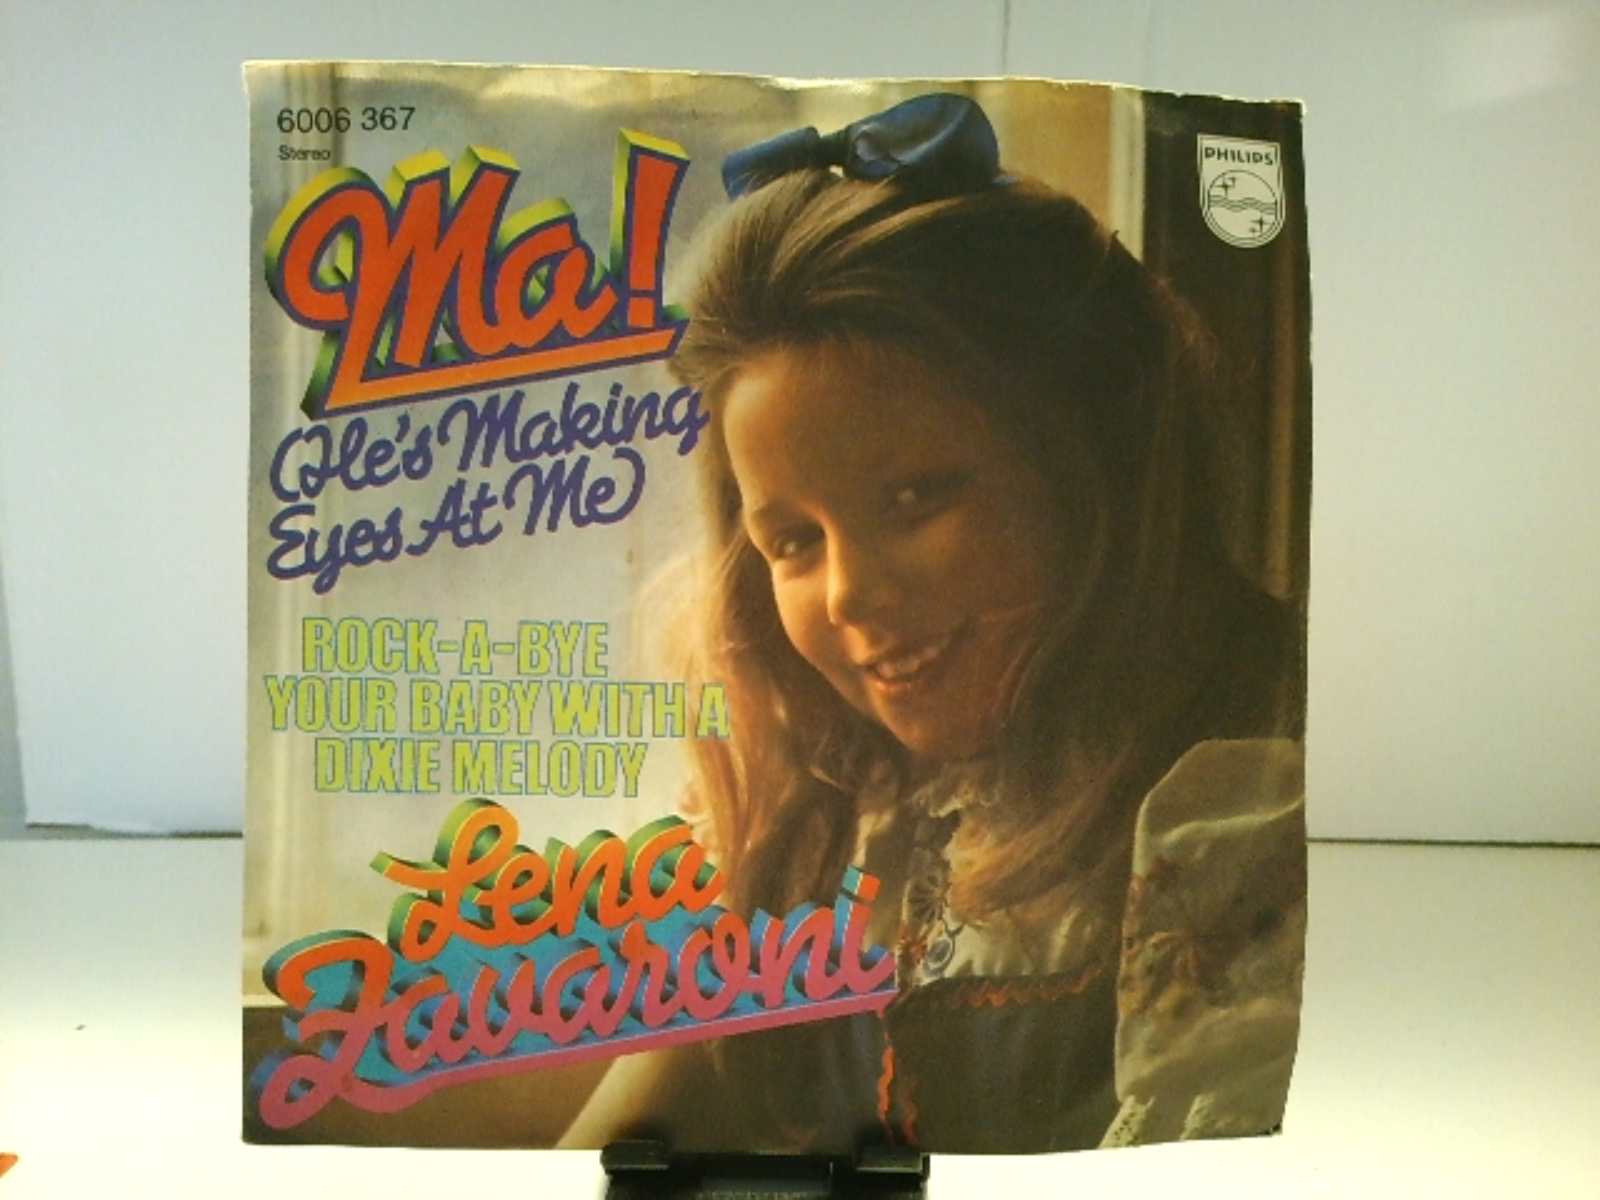 6006 367
Stereo
PHILIPS
Ma!
(He's Making
Eyes At Me)
ROCK-A-BYE
YOUR BABY WITH A
DIXIE MELODY
Lena
Zavaroni